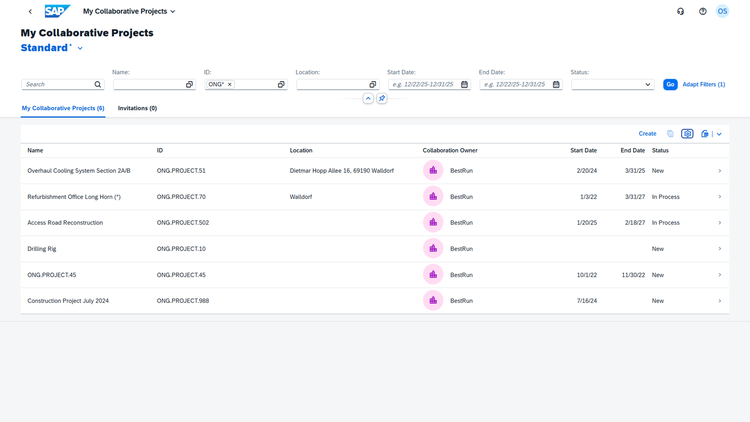 SAP My Collaborative Projects OS
My Collaborative Projects
Standard*
Name: ID: Location: Start Date: End Date: Status:
Search ONG* e.g. 12/22/25-12/31/25 e.g. 12/22/25-12/31/25 Go Adapt Filters (1)
My Collaborative Projects (6) Invitations (0)
Create
Name ID Location Collaboration Owner Start Date End Date Status
Overhaul Cooling System Section 2A/B ONG.PROJECT.51 Dietmar Hopp Allee 16, 69190 Walldorf BestRun 2/20/24 3/31/25 New
Refurbishment Office Long Horn (*) ONG.PROJECT.70 Walldorf BestRun 1/3/22 3/31/27 In Process
Access Road Reconstruction ONG.PROJECT.502 BestRun 1/20/25 2/18/27 In Process
Drilling Rig ONG.PROJECT.10 BestRun New
ONG.PROJECT.45 ONG.PROJECT.45 BestRun 10/1/22 11/30/22 New
Construction Project July 2024 ONG.PROJECT.988 BestRun 7/16/24 New